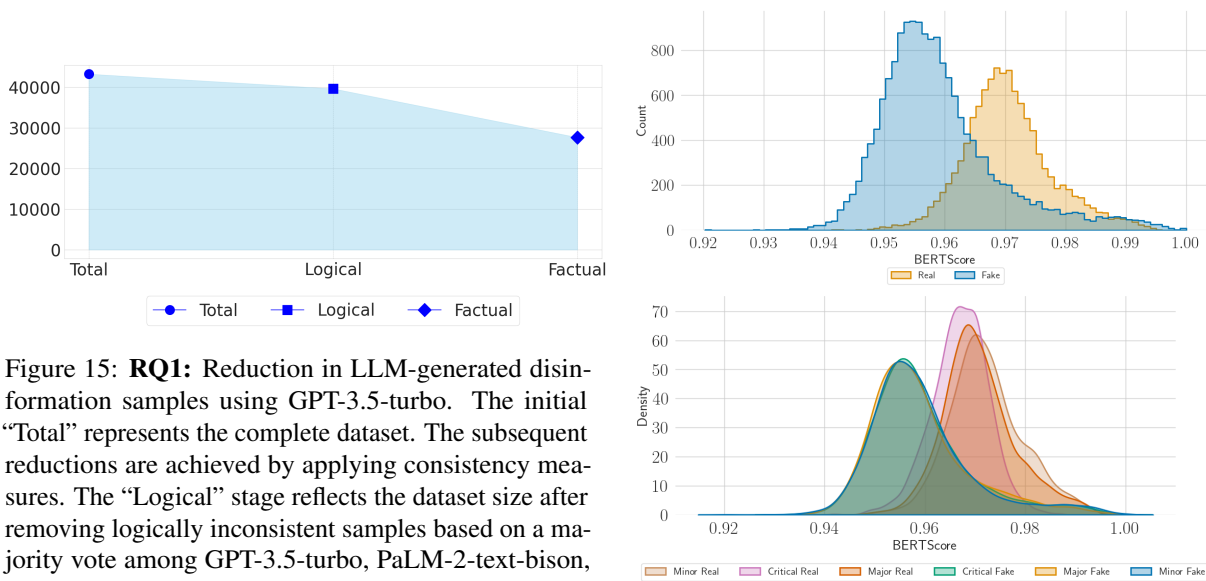 40000
30000
20000
10000
0
Total
Logical
Factual
Total
Logical
Factual
Figure 15: RQ1: Reduction in LLM-generated disin-
formation samples using GPT-3.5-turbo. The initial
“Total” represents the complete dataset. The subsequent
reductions are achieved by applying consistency mea-
sures. The “Logical” stage reflects the dataset size after
removing logically inconsistent samples based on a ma-
jority vote among GPT-3.5-turbo, PaLM-2-text-bison,
Count
800
600
400
200
0
0.92
0.93
0.94
0.95
0.96
0.97
0.98
0.99
1.00
BERTScore
Real
Fake
Density
70
60
50
40
30
20
10
0
0.92
0.94
0.96
0.98
1.00
BERTScore
Minor Real
Critical Real
Major Real
Critical Fake
Major Fake
Minor Fake